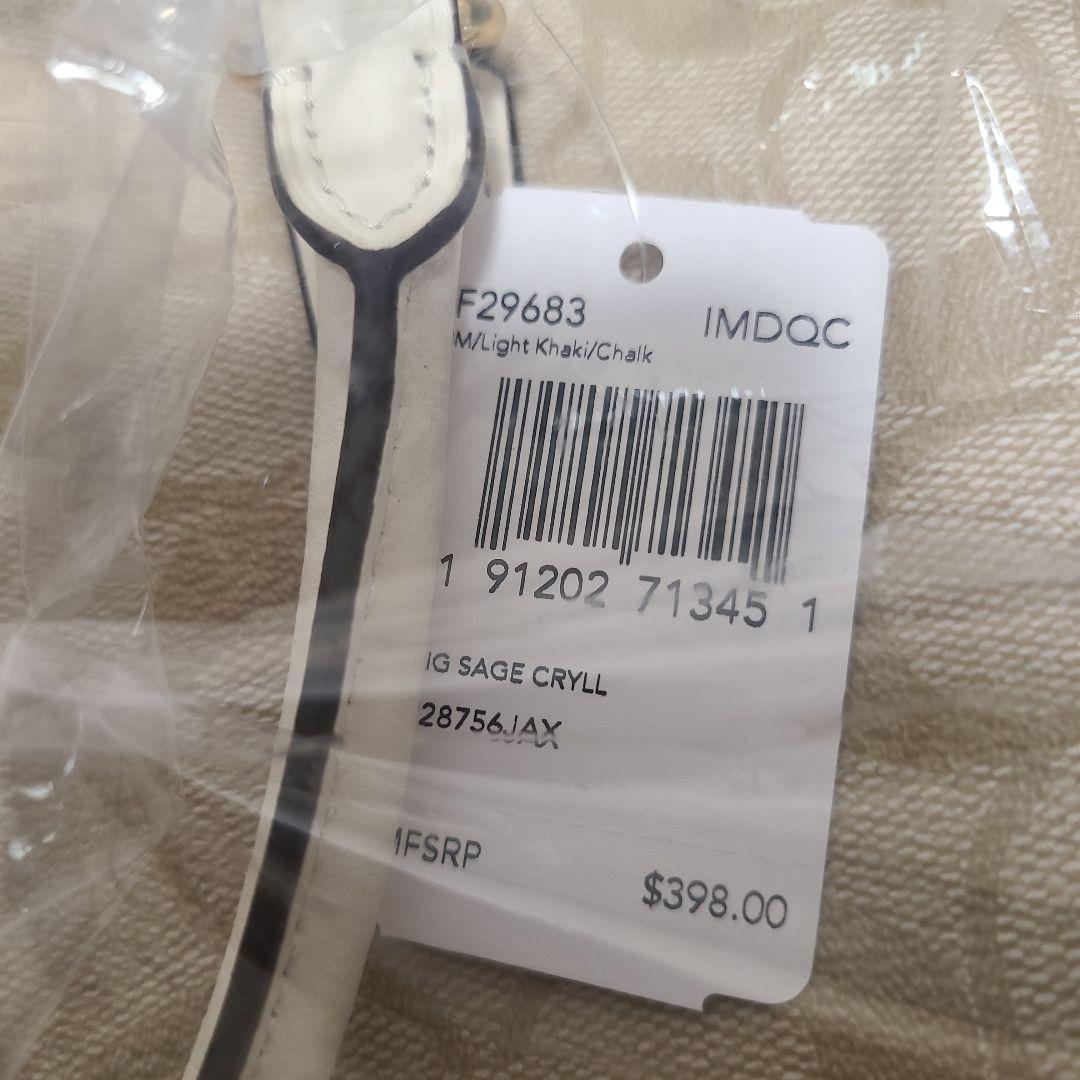 F29683 IMDQC
M/Light Khaki/Chalk
1 91202 71345 1
IG SAGE CRYLL
28756JAX
MFSRP
$398.00